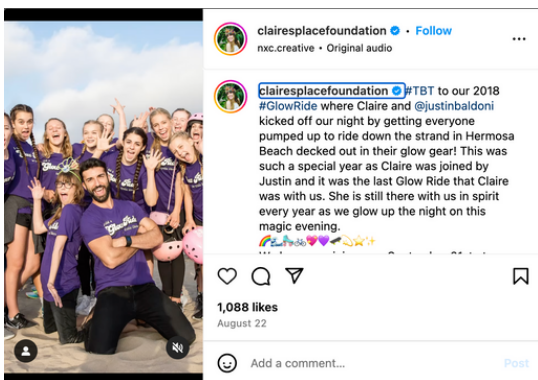 clairesplacefoundation • Follow
nxc.creative • Original audio
clairesplacefoundation #TBT to our 2018
#GlowRide where Claire and @justinbaldoni
kicked off our night by getting everyone
pumped up to ride down the strand in Hermosa
Beach decked out in their glow gear! This was
such a special year as Claire was joined by
Justin and it was the last Glow Ride that Claire
was with us. She is still there with us in spirit
every year as we glow up the night on this
magic evening.
1,088 likes
August 22
Add a comment...
Post